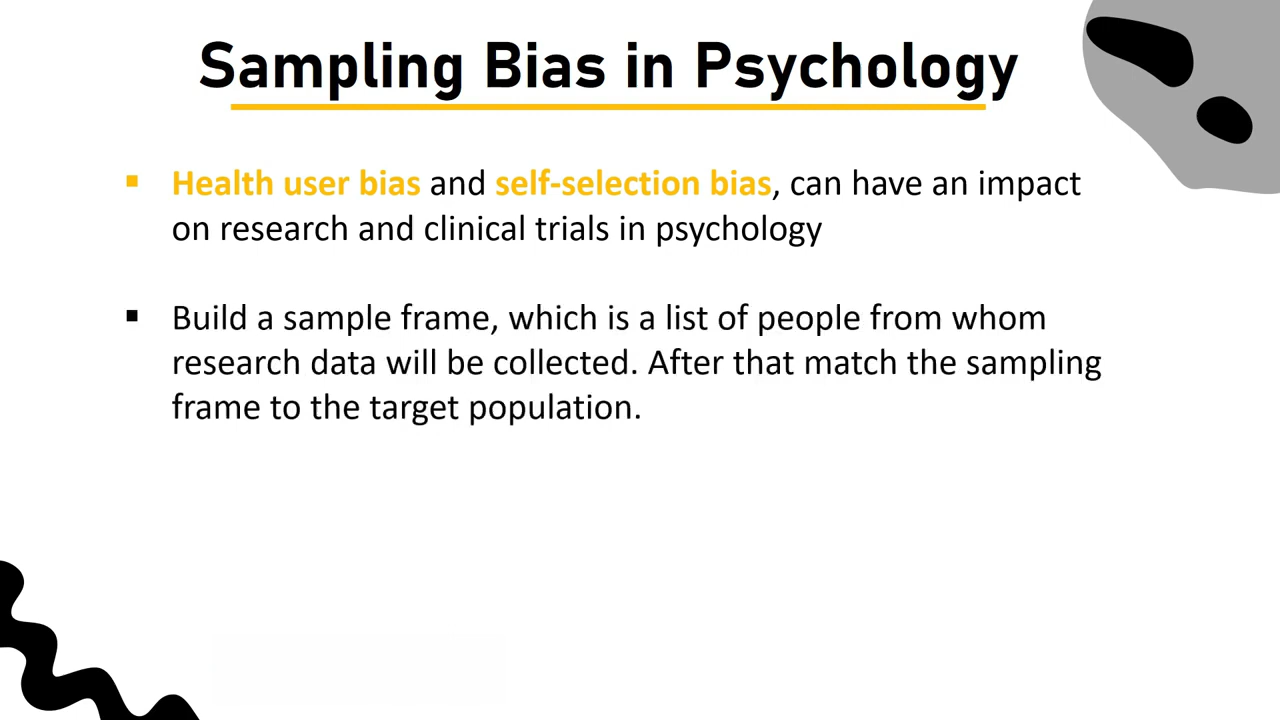 Sampling Bias in Psychology
▪ Health user bias and self-selection bias, can have an impact
on research and clinical trials in psychology
▪ Build a sample frame, which is a list of people from whom
research data will be collected. After that match the sampling
frame to the target population.